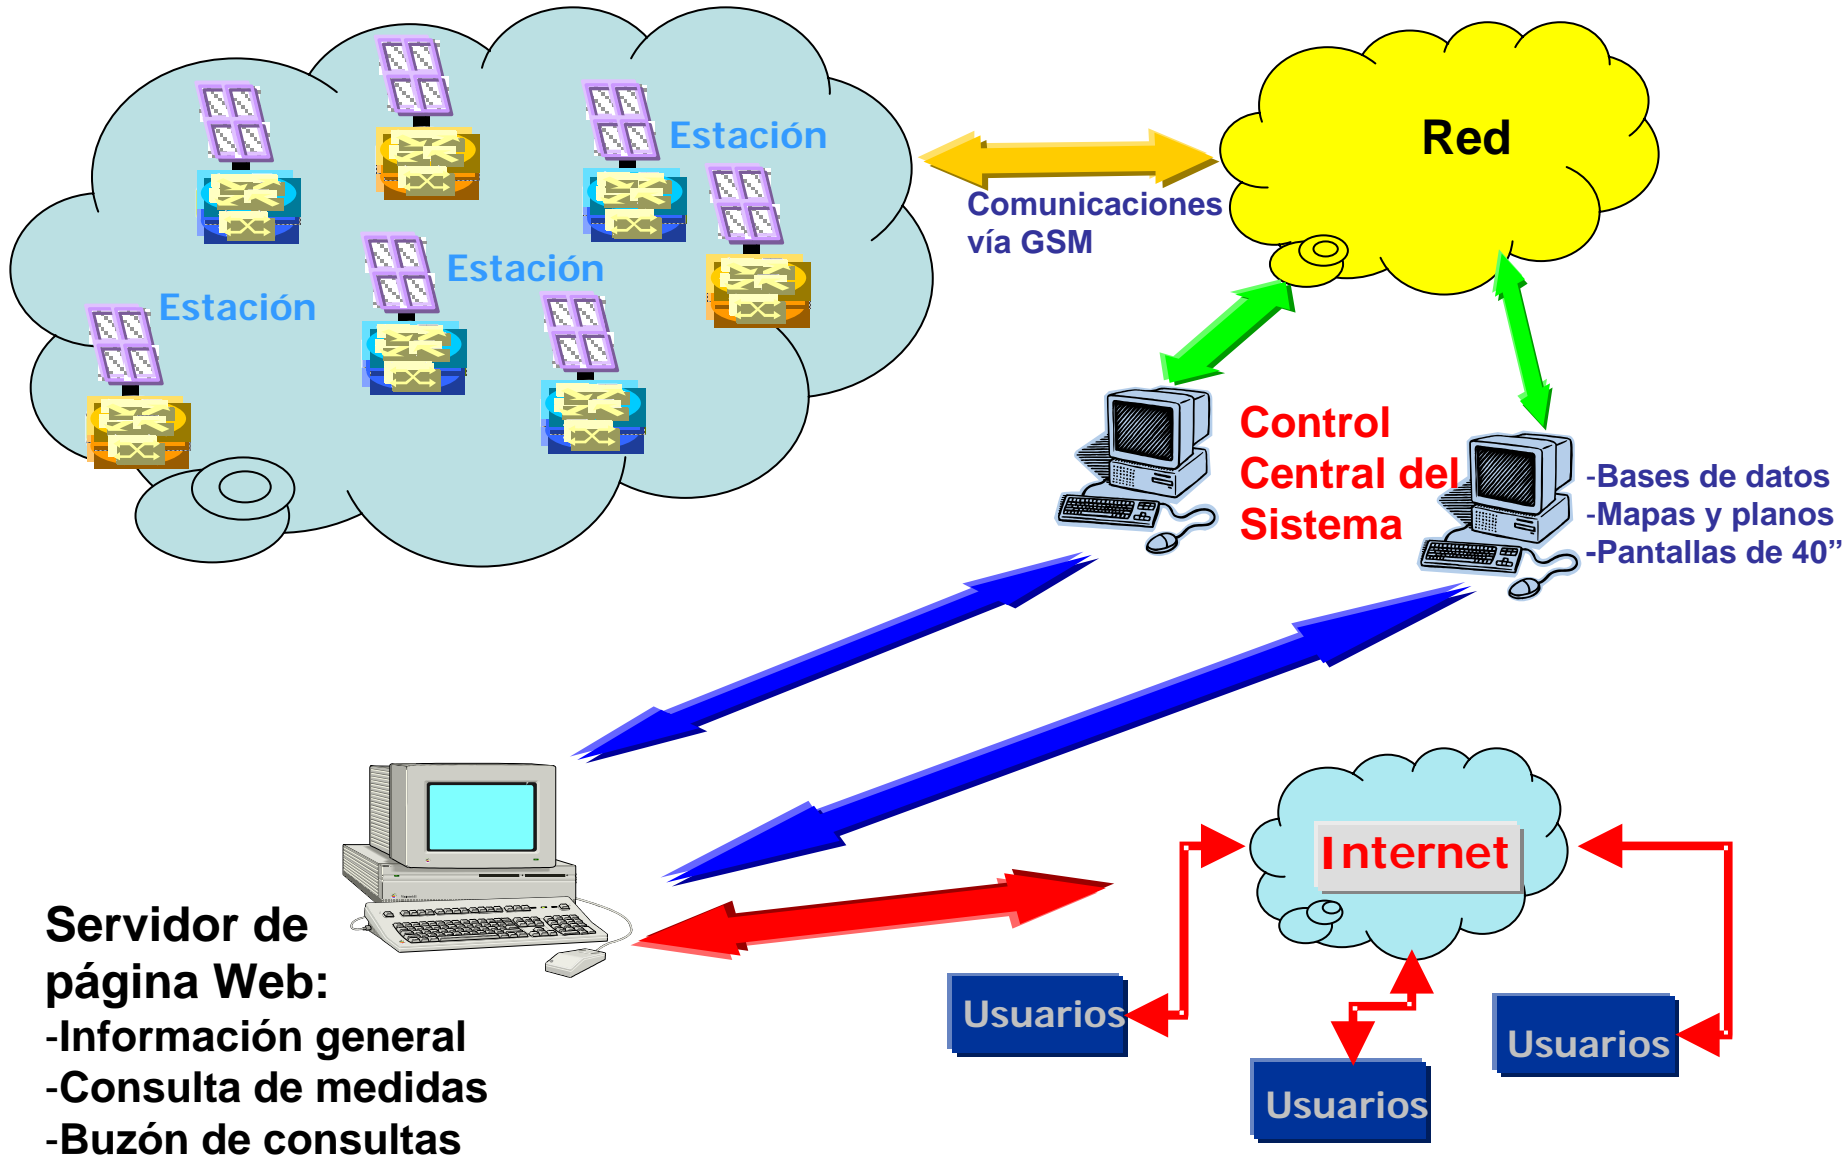 Estación
Estación
Estación
Comunicaciones
vía GSM
Red
Control
Central del
Sistema
-Bases de datos
-Mapas y planos
-Pantallas de 40”
Servidor de
página Web:
-Información general
-Consulta de medidas
-Buzón de consultas
Internet
Usuarios
Usuarios
Usuarios